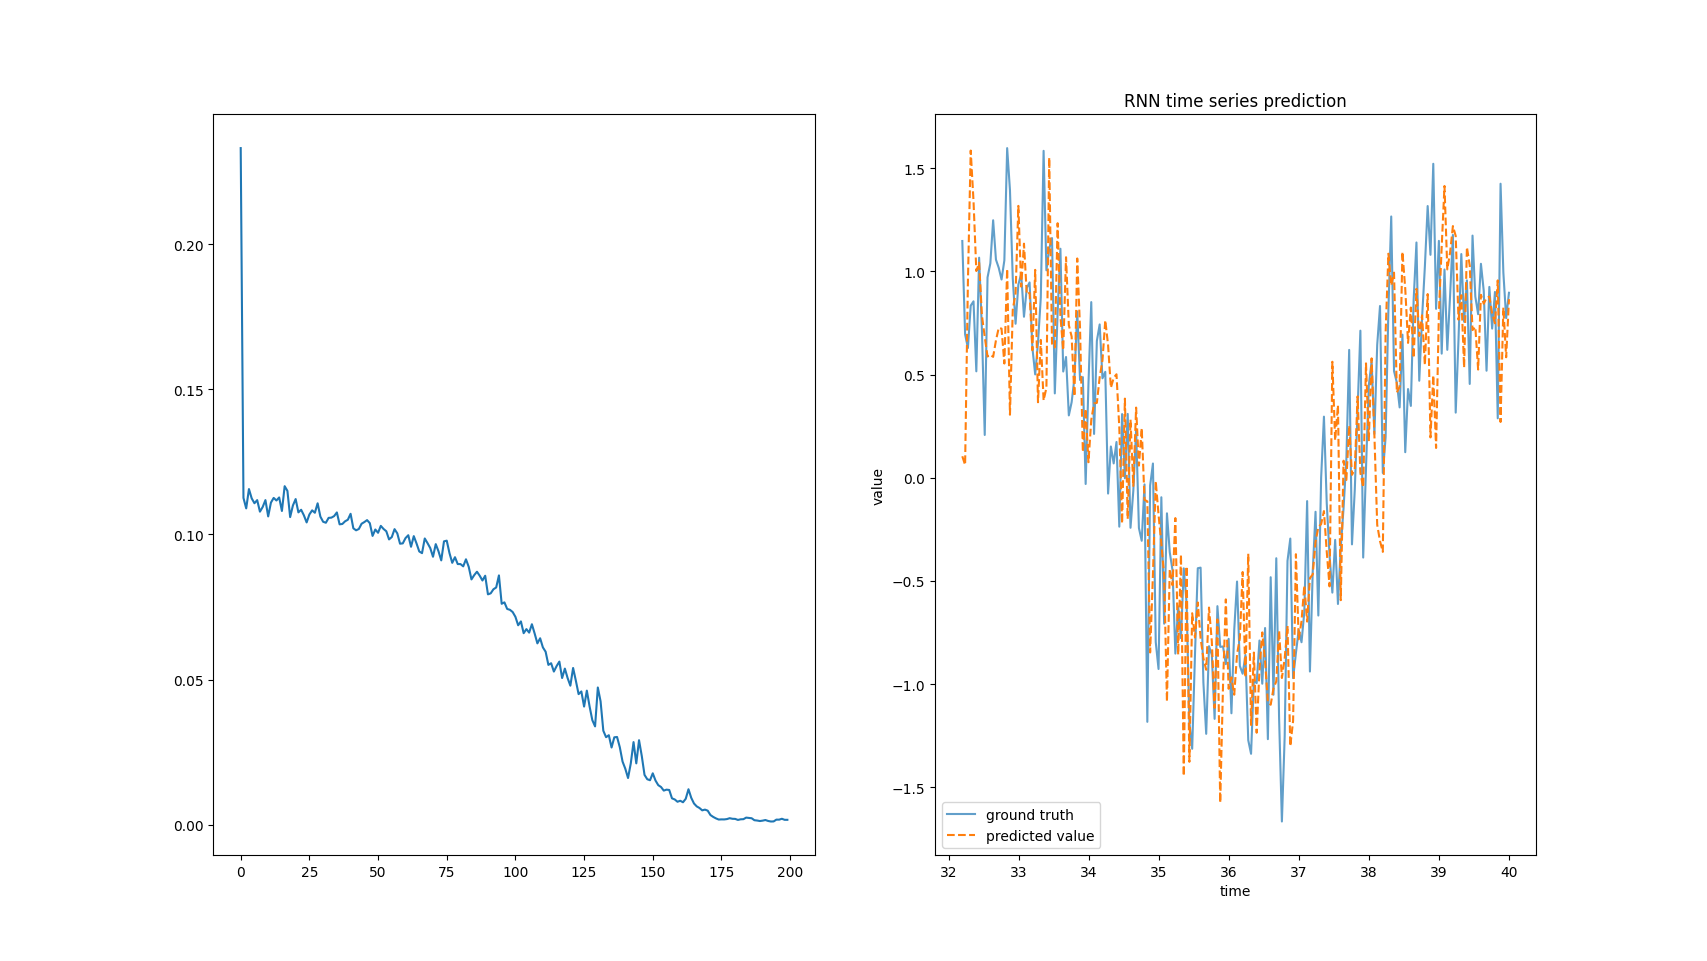 0.20
0.15
0.10
0.05
0.00
0 25 50 75 100 125 150 175 200
RNN time series prediction
1.5
1.0
0.5
0.0
−0.5
−1.0
−1.5
value
ground truth
predicted value
32 33 34 35 36 37 38 39 40
time